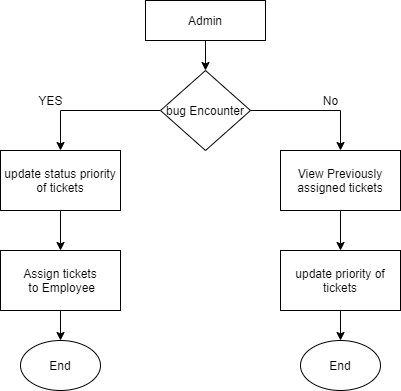 Admin
bug Encounter
YES
No
update status priority
of tickets
View Previously
assigned tickets
Assign tickets
to Employee
update priority of
tickets
End
End